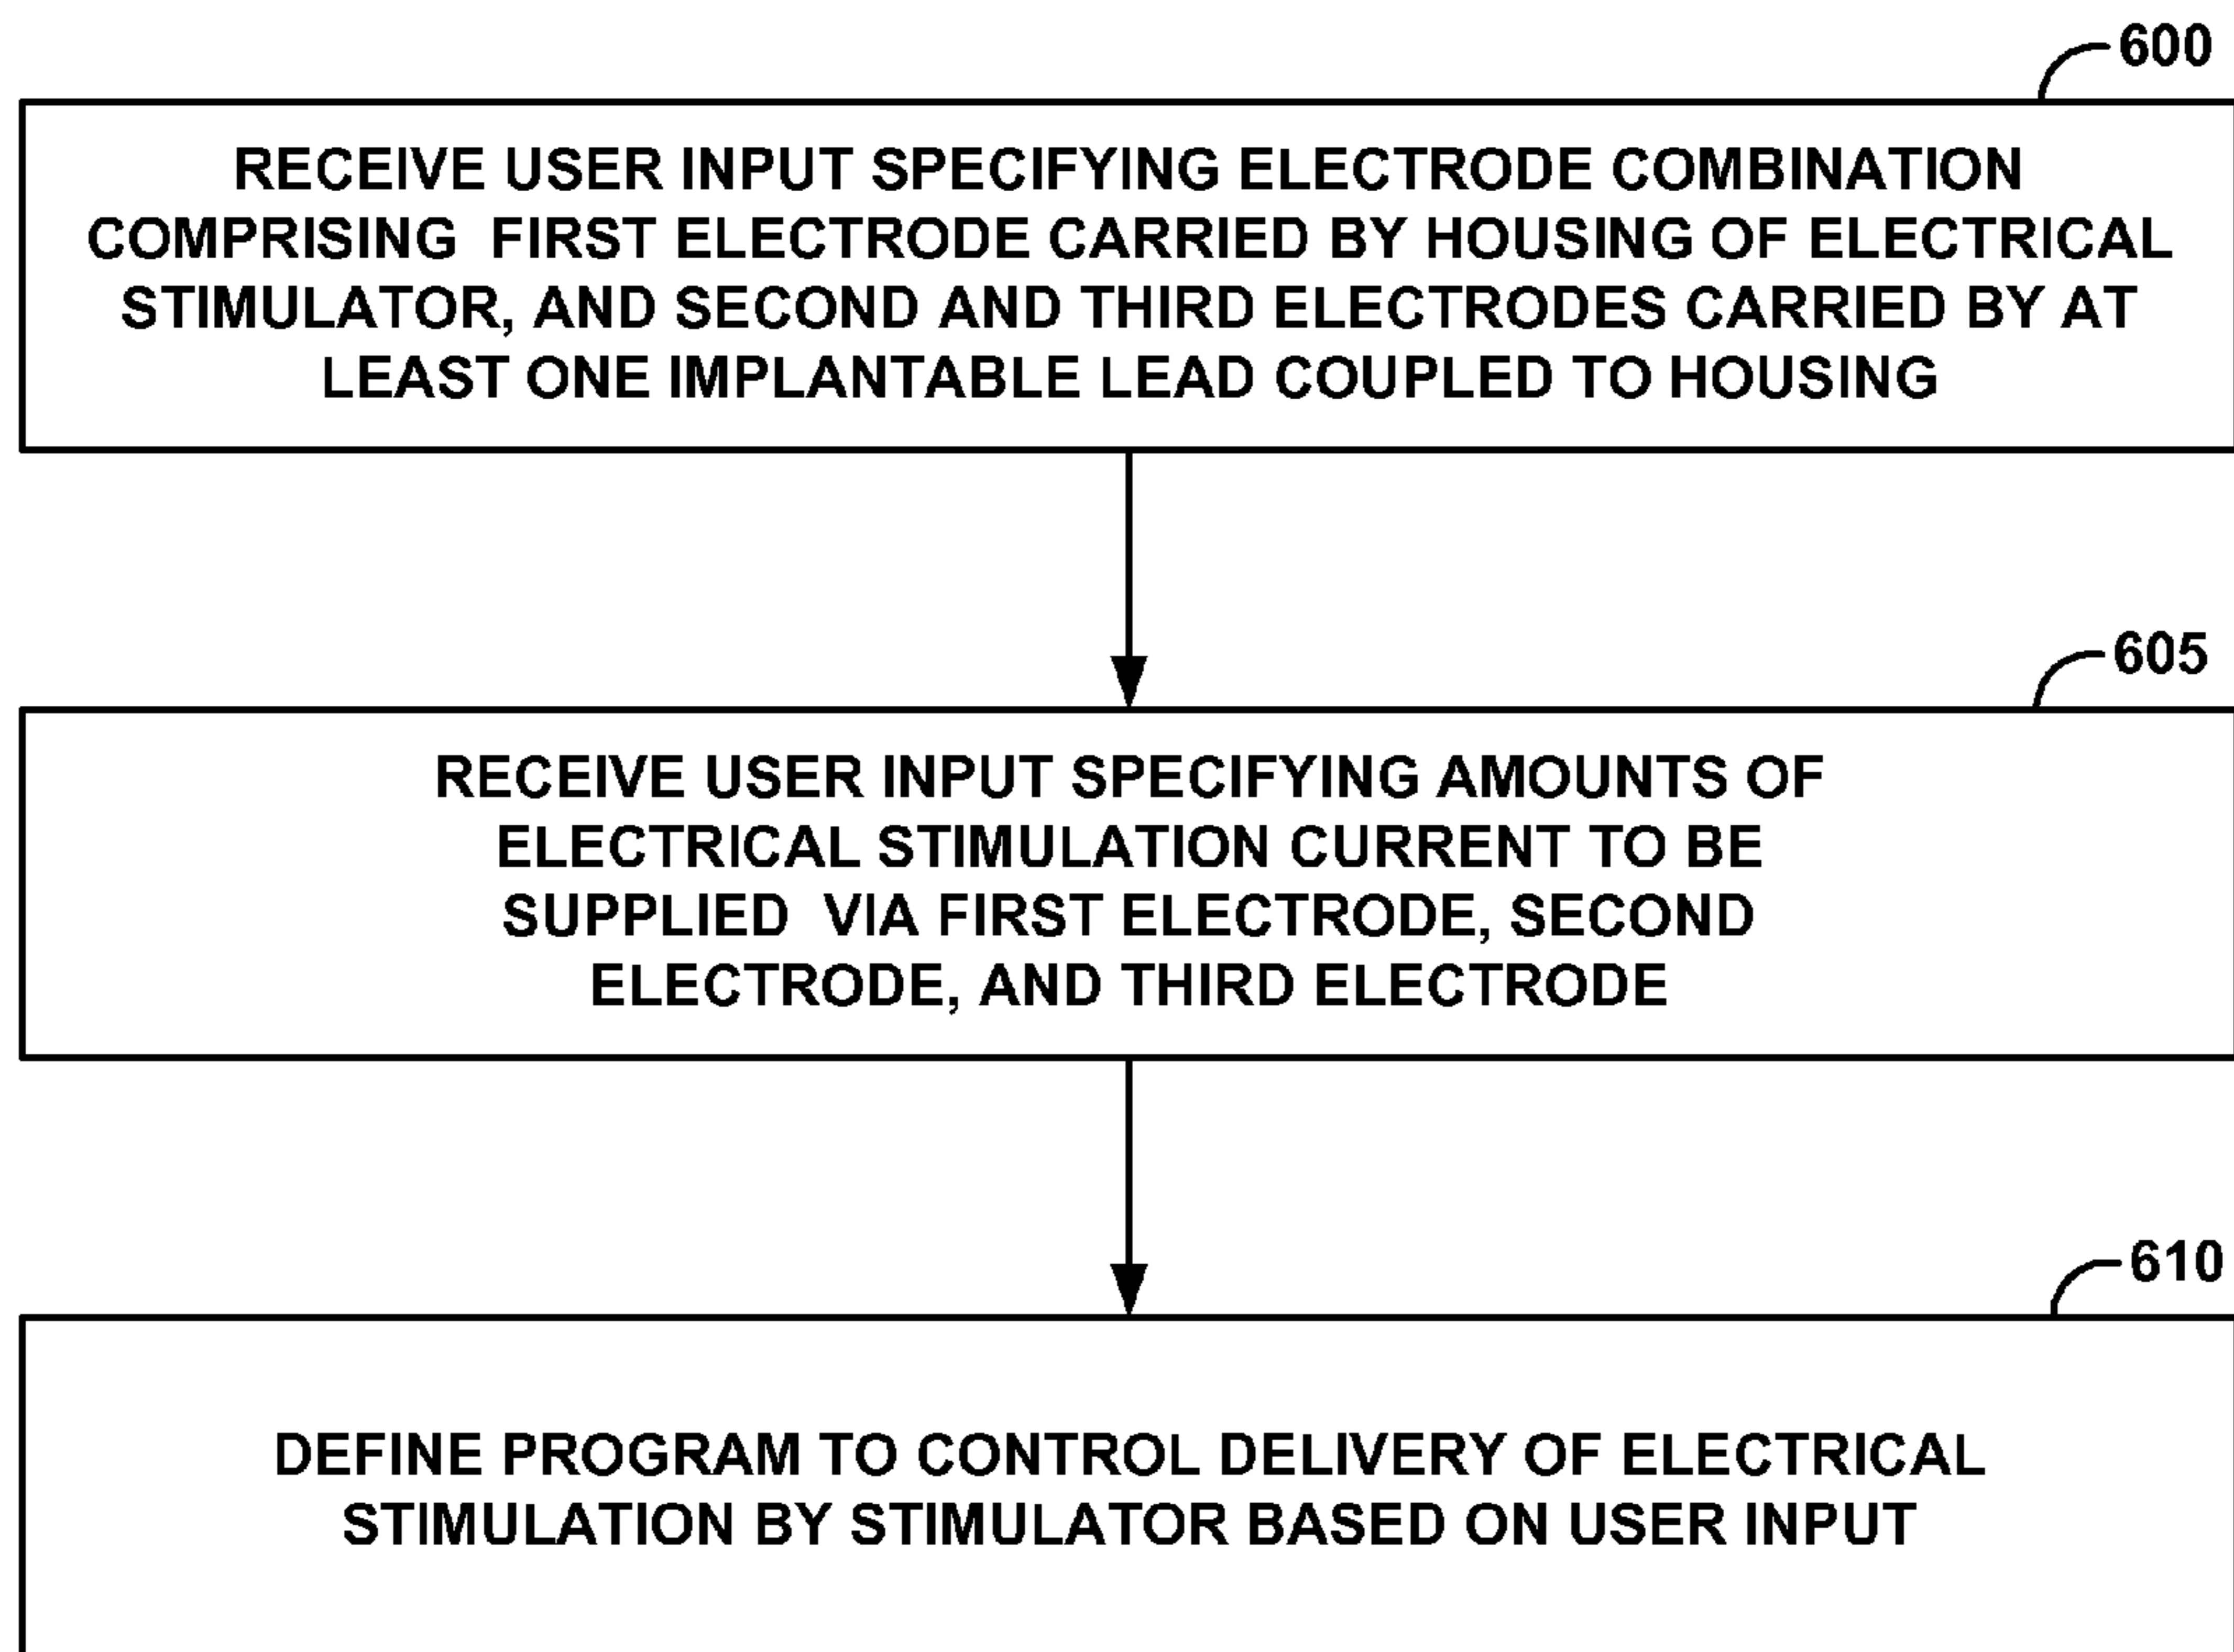 600
RECEIVE USER INPUT SPECIFYING ELECTRODE COMBINATION
COMPRISING FIRST ELECTRODE CARRIED BY HOUSING OF ELECTRICAL
STIMULATOR, AND SECOND AND THIRD ELECTRODES CARRIED BY AT
LEAST ONE IMPLANTABLE LEAD COUPLED TO HOUSING
605
RECEIVE USER INPUT SPECIFYING AMOUNTS OF
ELECTRICAL STIMULATION CURRENT TO BE
SUPPLIED VIA FIRST ELECTRODE, SECOND
ELECTRODE, AND THIRD ELECTRODE
610
DEFINE PROGRAM TO CONTROL DELIVERY OF ELECTRICAL
STIMULATION BY STIMULATOR BASED ON USER INPUT